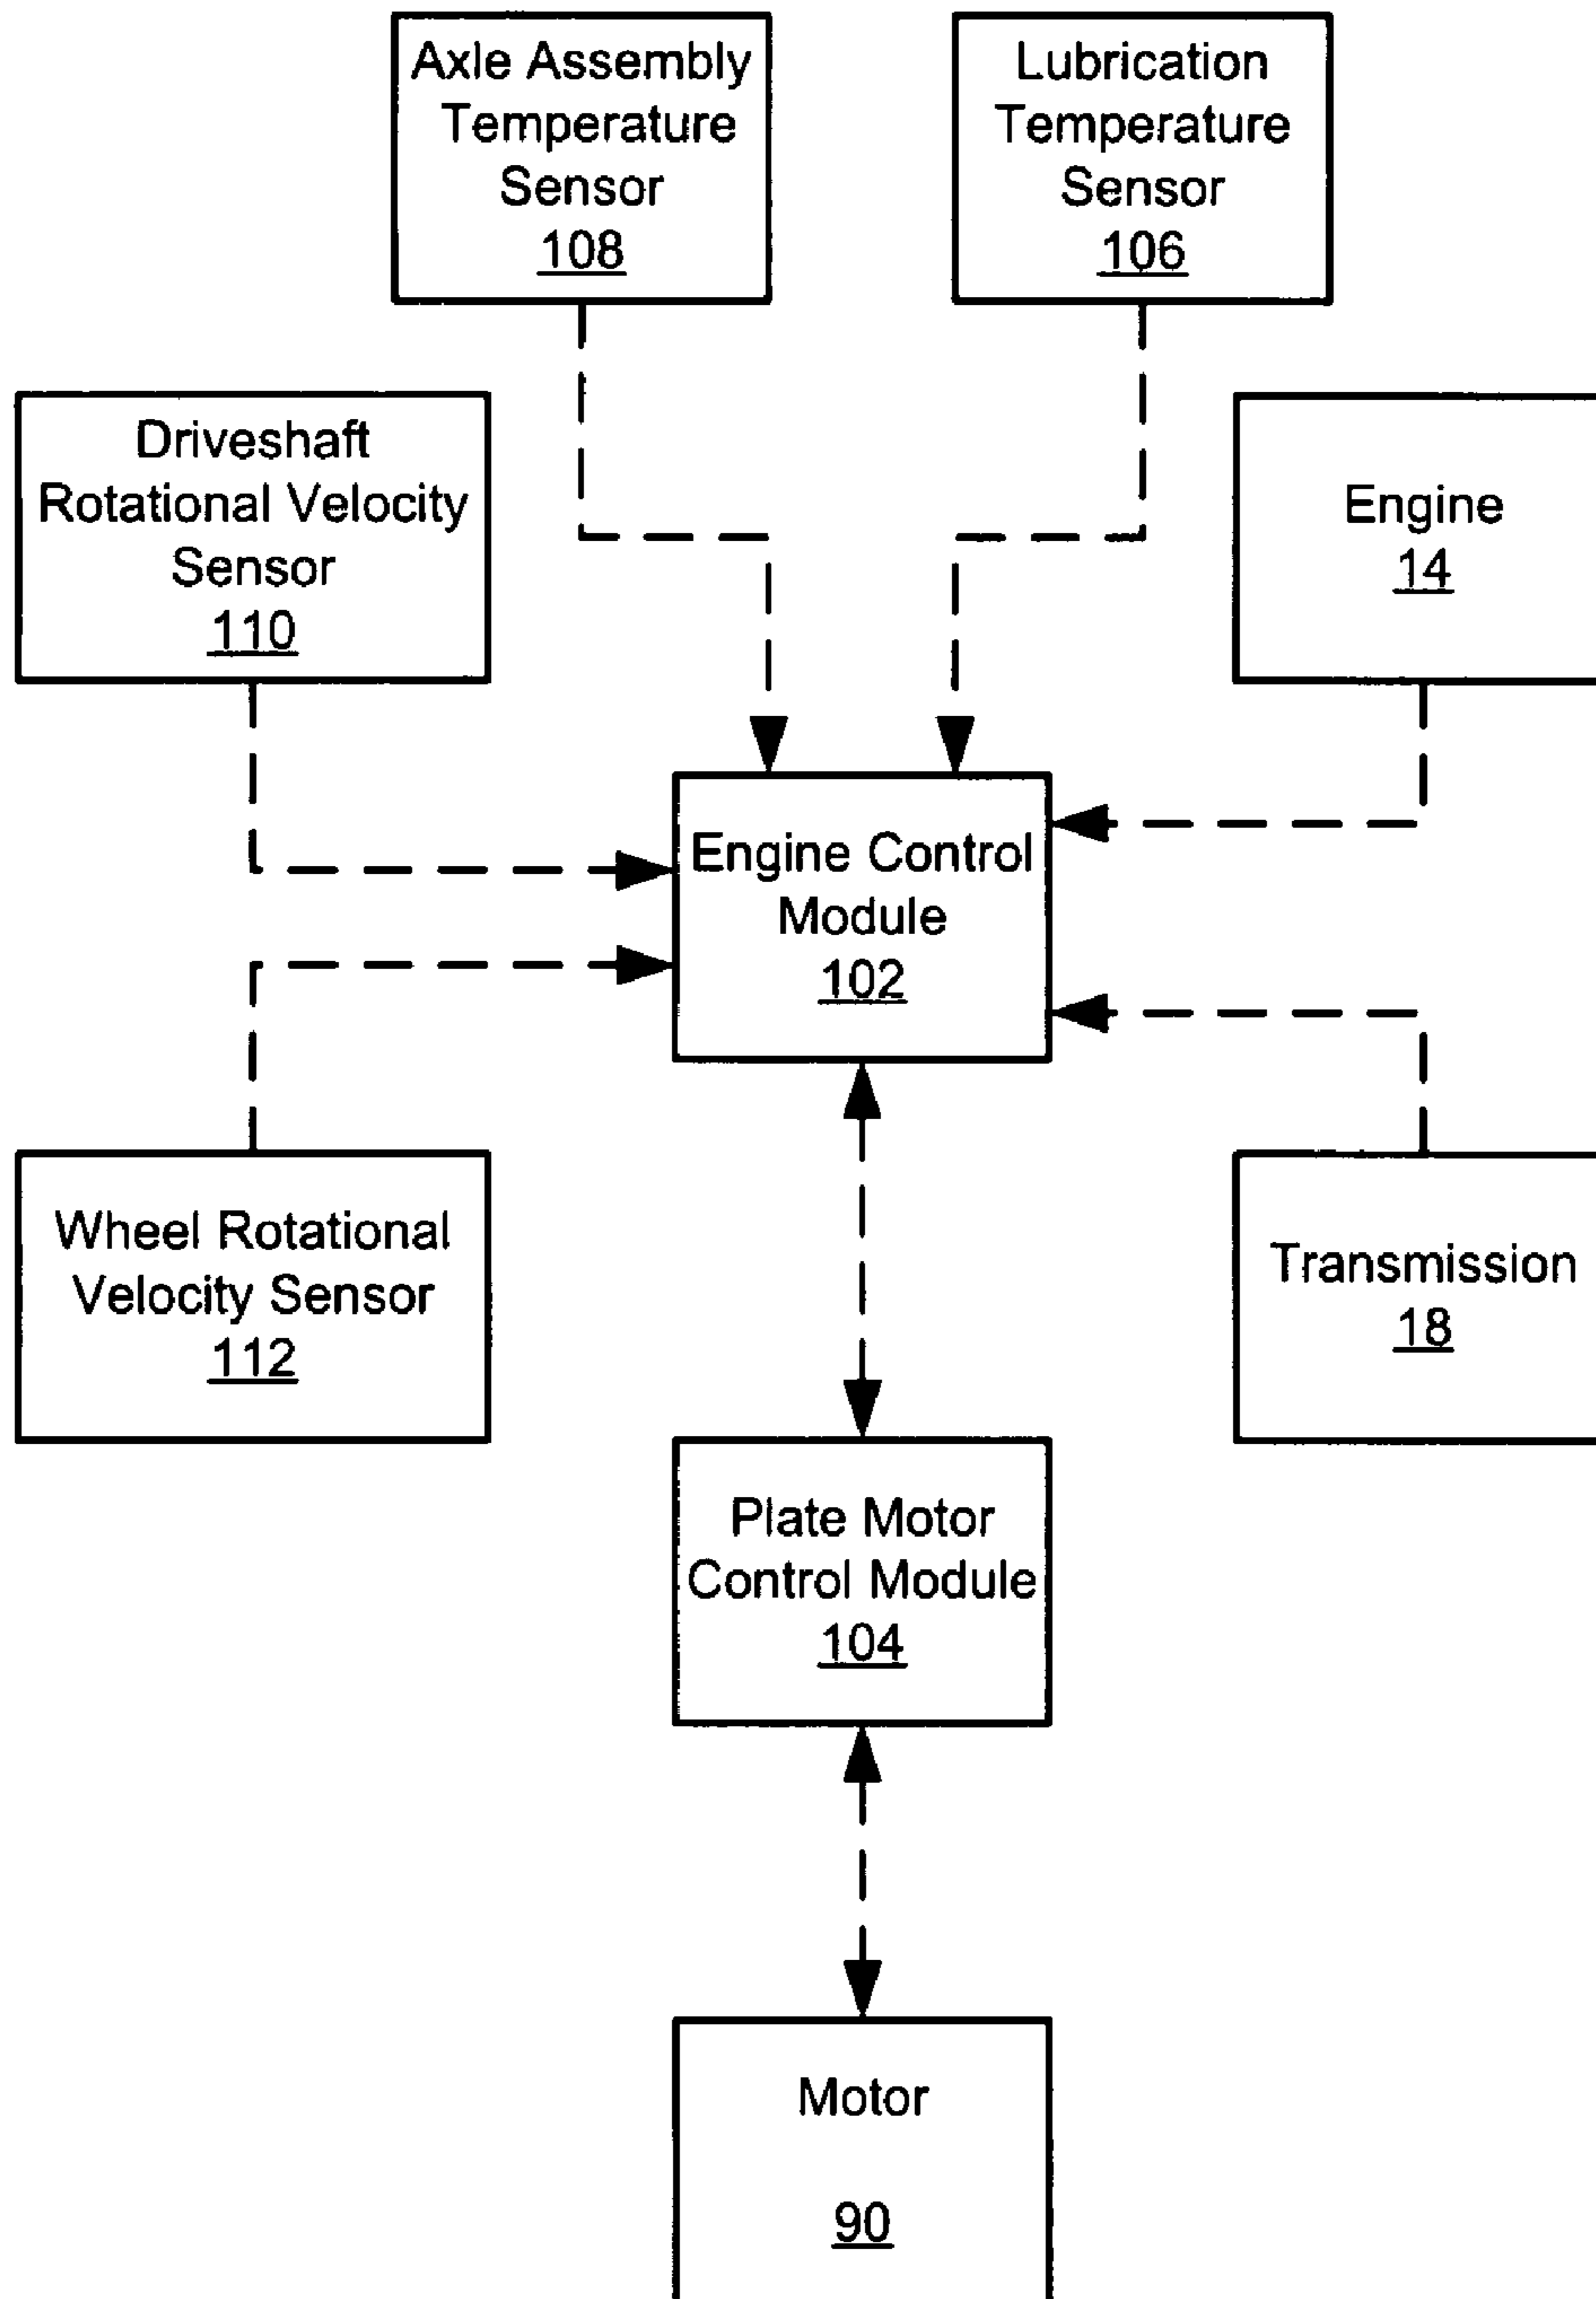 Axle Assembly
Temperature
Sensor
108
Lubrication
Temperature
Sensor
106
Driveshaft
Rotational Velocity
Sensor
110
Engine
14
Engine Control
Module
102
Wheel Rotational
Velocity Sensor
112
Transmission
18
Plate Motor
Control Module
104
Motor
90